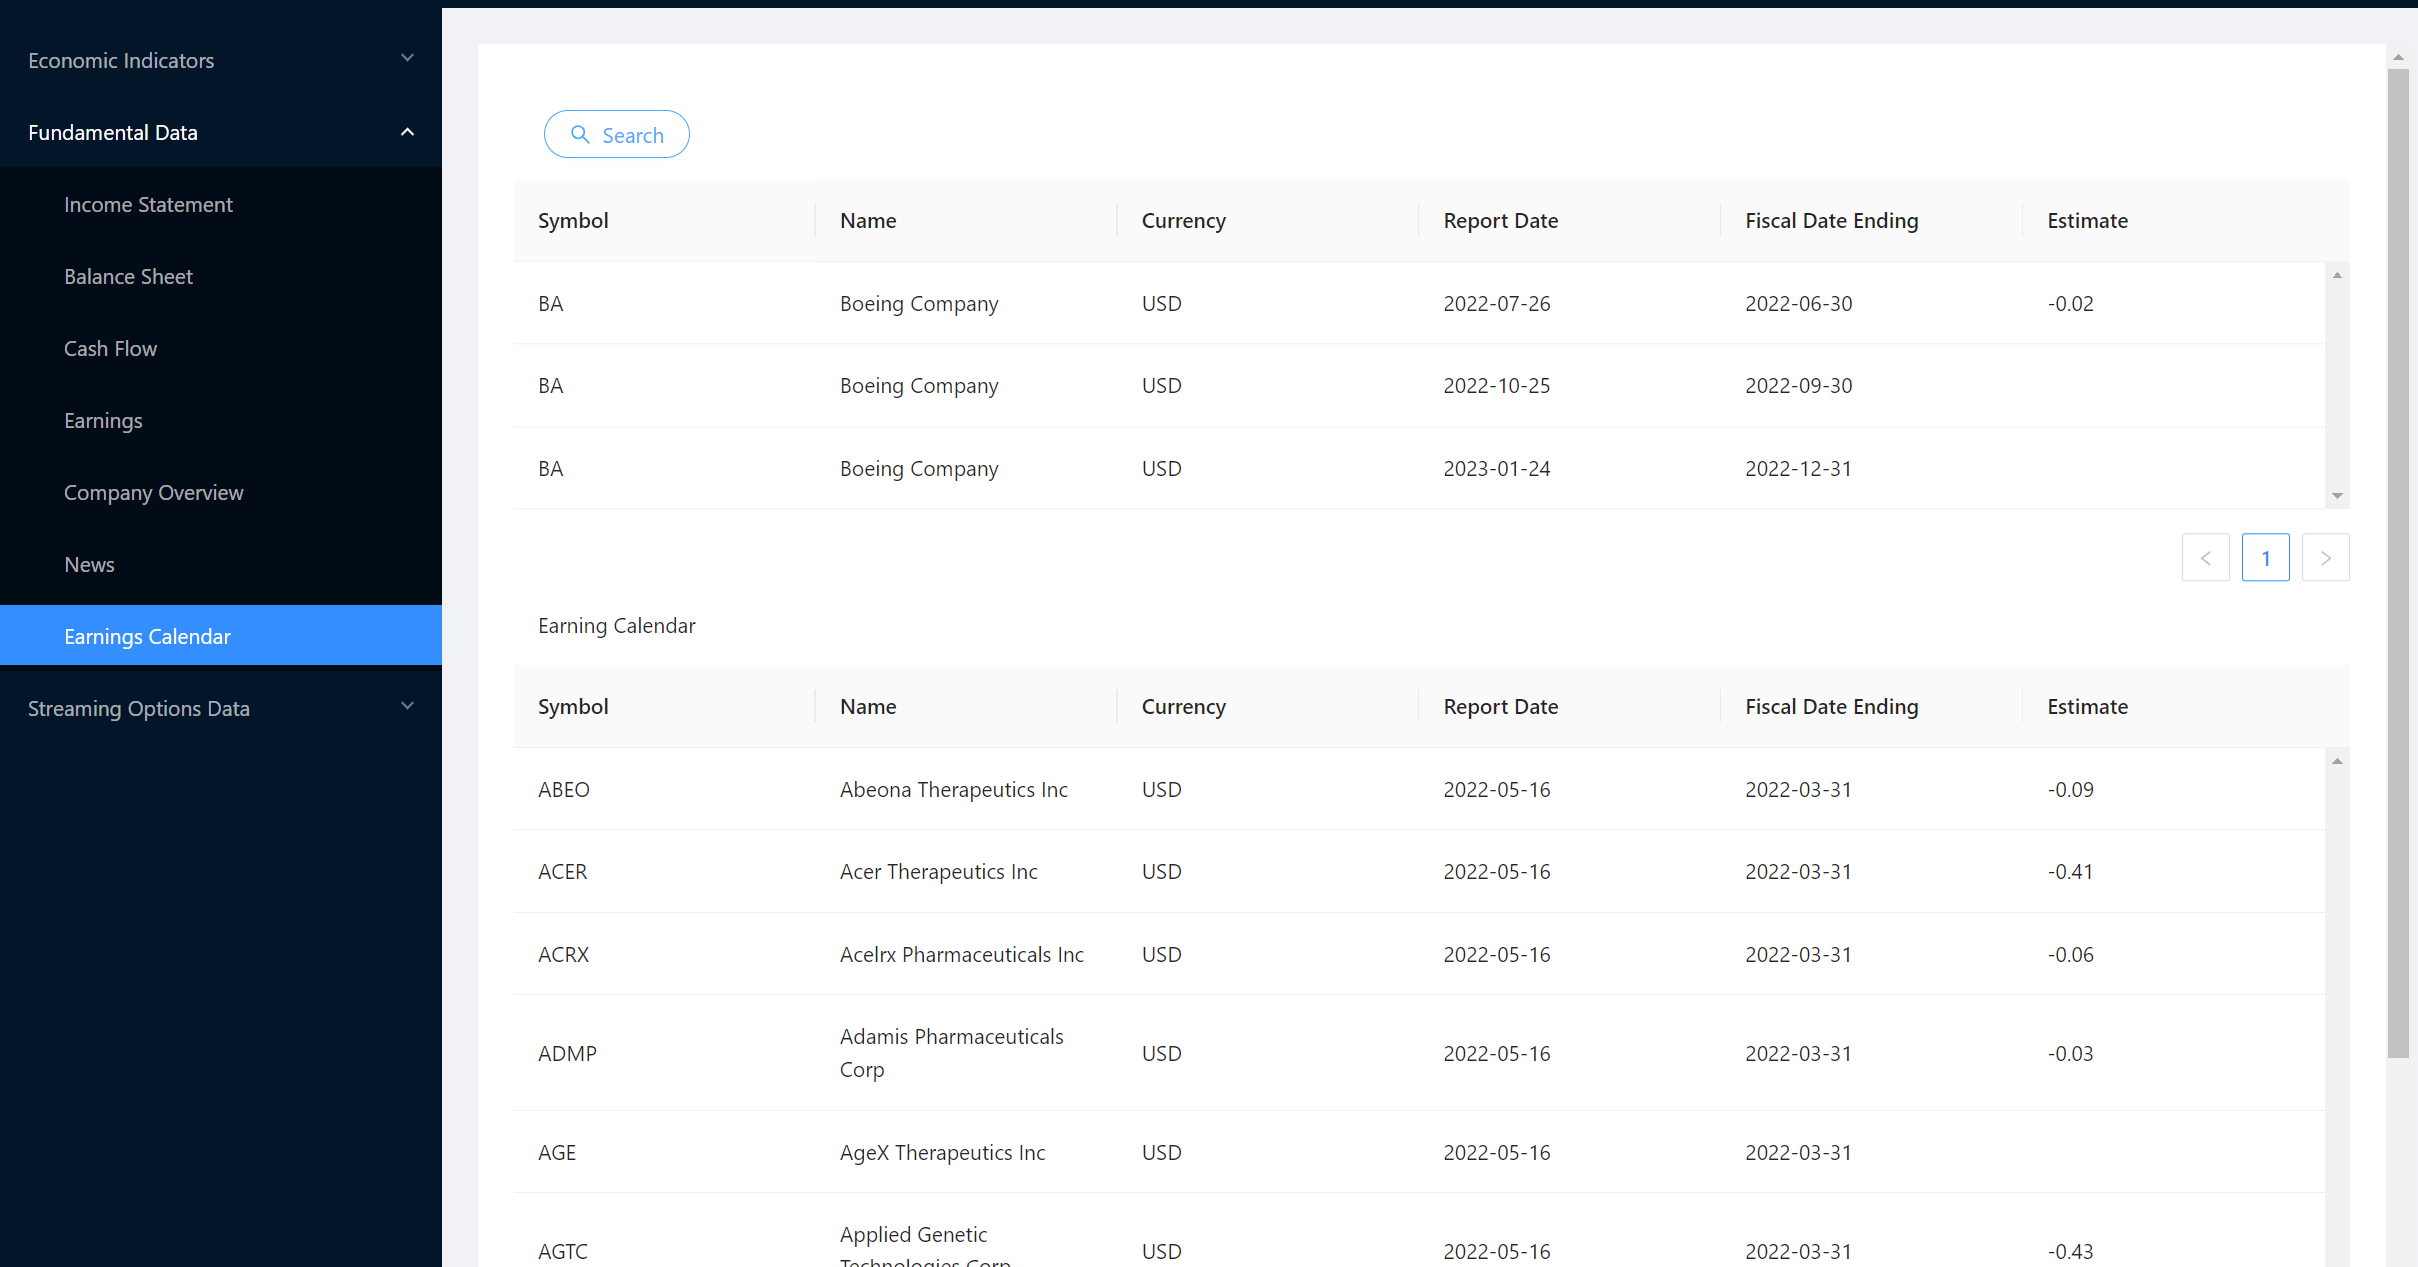 Economic Indicators
Fundamental Data
Income Statement
Balance Sheet
Cash Flow
Earnings
Company Overview
News
Earnings Calendar
Streaming Options Data
Search
Symbol Name Currency Report Date Fiscal Date Ending Estimate
BA Boeing Company USD 2022-07-26 2022-06-30 -0.02
BA Boeing Company USD 2022-10-25 2022-09-30
BA Boeing Company USD 2023-01-24 2022-12-31
1
Earning Calendar
Symbol Name Currency Report Date Fiscal Date Ending Estimate
ABEO Abeona Therapeutics Inc USD 2022-05-16 2022-03-31 -0.09
ACER Acer Therapeutics Inc USD 2022-05-16 2022-03-31 -0.41
ACRX Acelrx Pharmaceuticals Inc USD 2022-05-16 2022-03-31 -0.06
ADMP Adamis Pharmaceuticals USD 2022-05-16 2022-03-31 -0.03
Corp
AGE AgeX Therapeutics Inc USD 2022-05-16 2022-03-31
AGTC Applied Genetic USD 2022-05-16 2022-03-31 -0.43
Technologies Corp